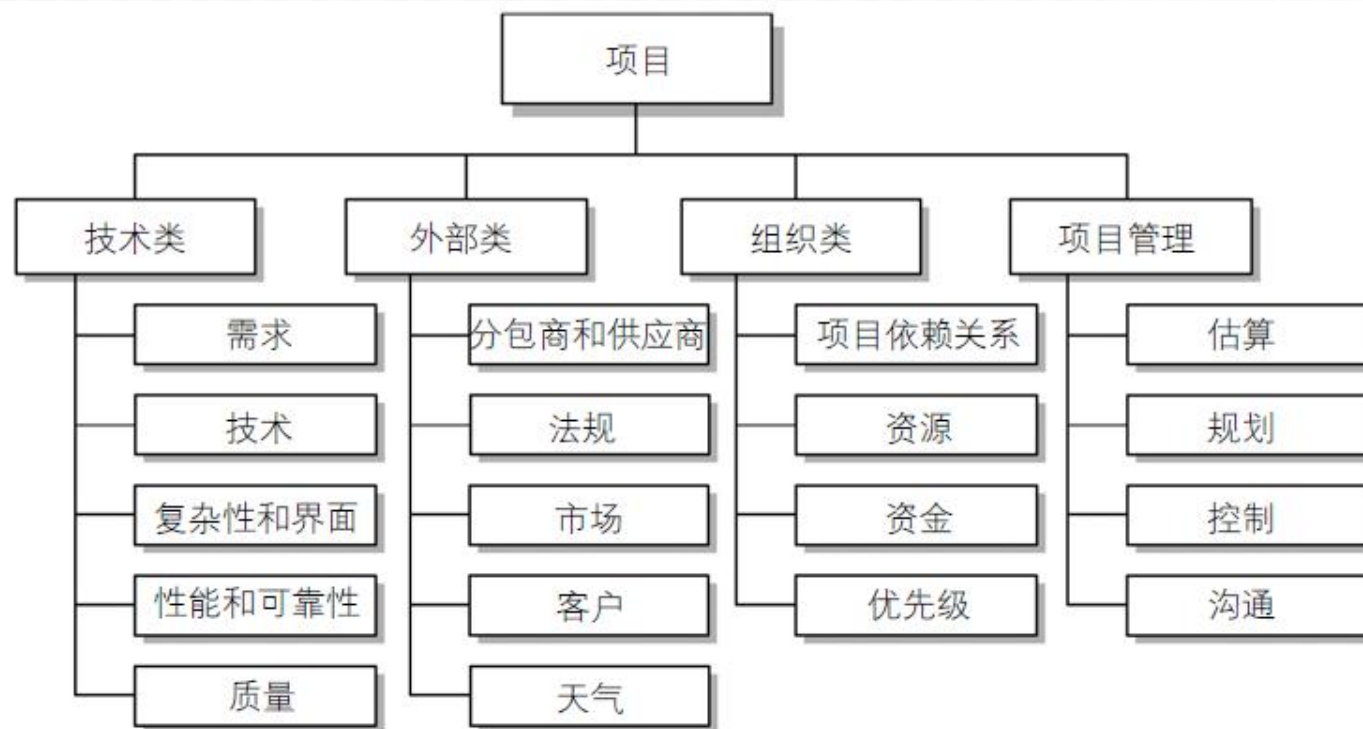 项目
技术类
外部类
组织类
项目管理
需求
分包商和供应商
项目依赖关系
估算
技术
法规
资源
规划
复杂性和界面
市场
资金
控制
性能和可靠性
客户
优先级
沟通
质量
天气